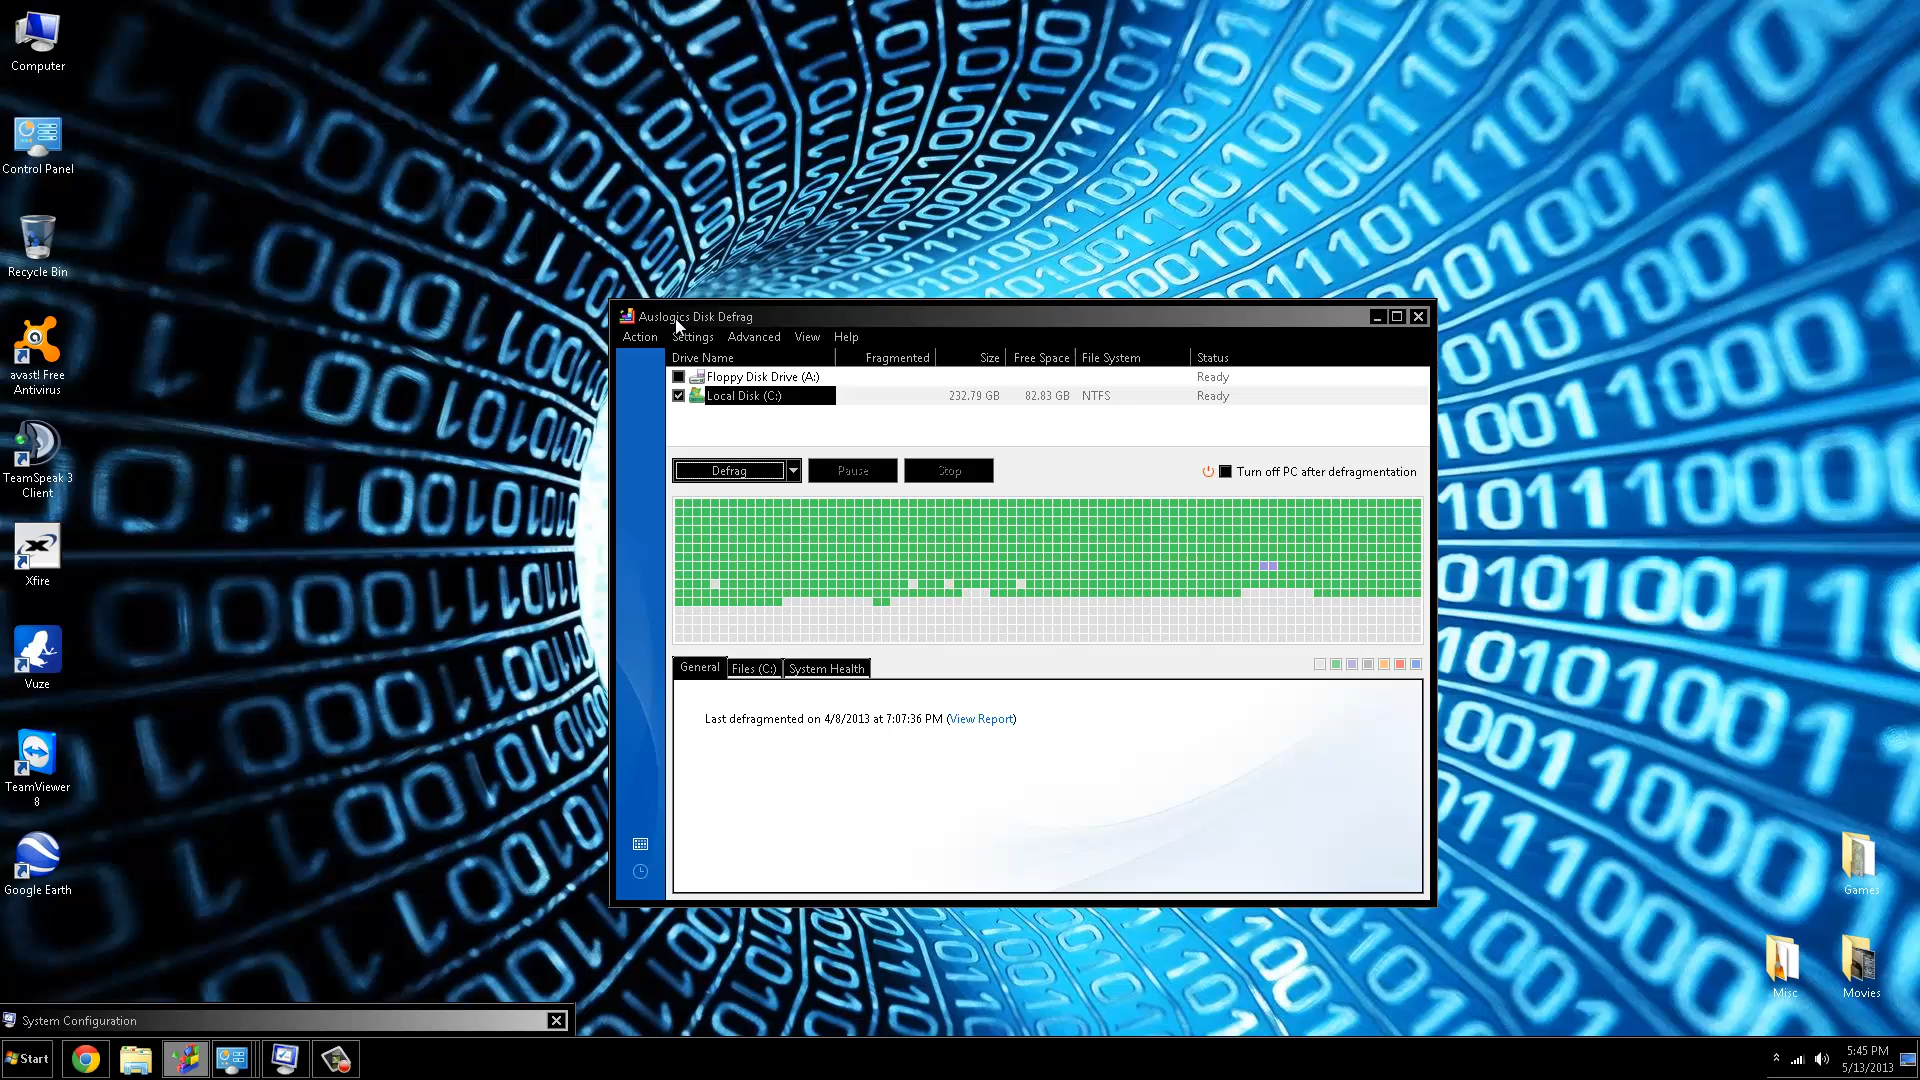 Computer
Control Panel
Recycle Bin
avast! Free
Antivirus
TeamSpeak 3
Client
Xfire
Vuze
TeamViewer
8
Google Earth
Auslogics Disk Defrag
Action Settings Advanced View Help
Drive Name Fragmented Size Free Space File System Status
Floppy Disk Drive (A:) Ready
Local Disk (C:) 232.79 GB 82.83 GB NTFS Ready
Defrag Pause Stop Turn off PC after defragmentation
General Files (C:) System Health
Last defragmented on 4/8/2013 at 7:07:36 PM (View Report)
Games
Misc
Movies
System Configuration
Start
5:45 PM
5/13/2013